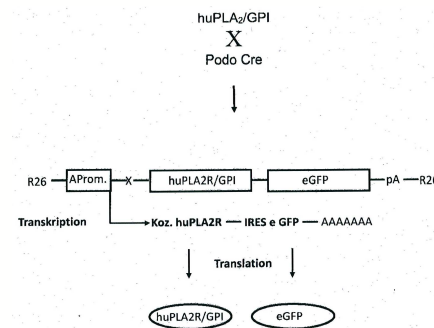 huPLA₂/GPI
X
Podo Cre
R26 AProm. X huPLA2R/GPI eGFP pA R26
Transkription Koz. huPLA2R — IRES e GFP — AAAAAAA
Translation
huPLA2R/GPI eGFP